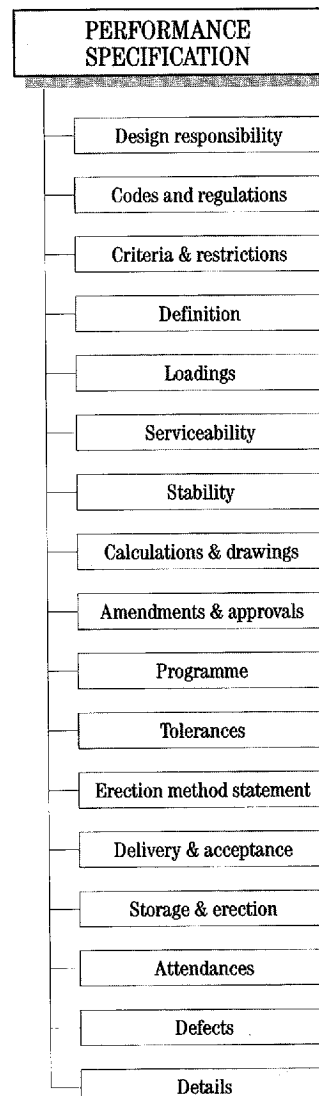 PERFORMANCE
SPECIFICATION
Design responsibility
Codes and regulations
Criteria & restrictions
Definition
Loadings
Serviceability
Stability
Calculations & drawings
Amendments & approvals
Programme
Tolerances
Erection method statement
Delivery & acceptance
Storage & erection
Attendances
Defects
Details